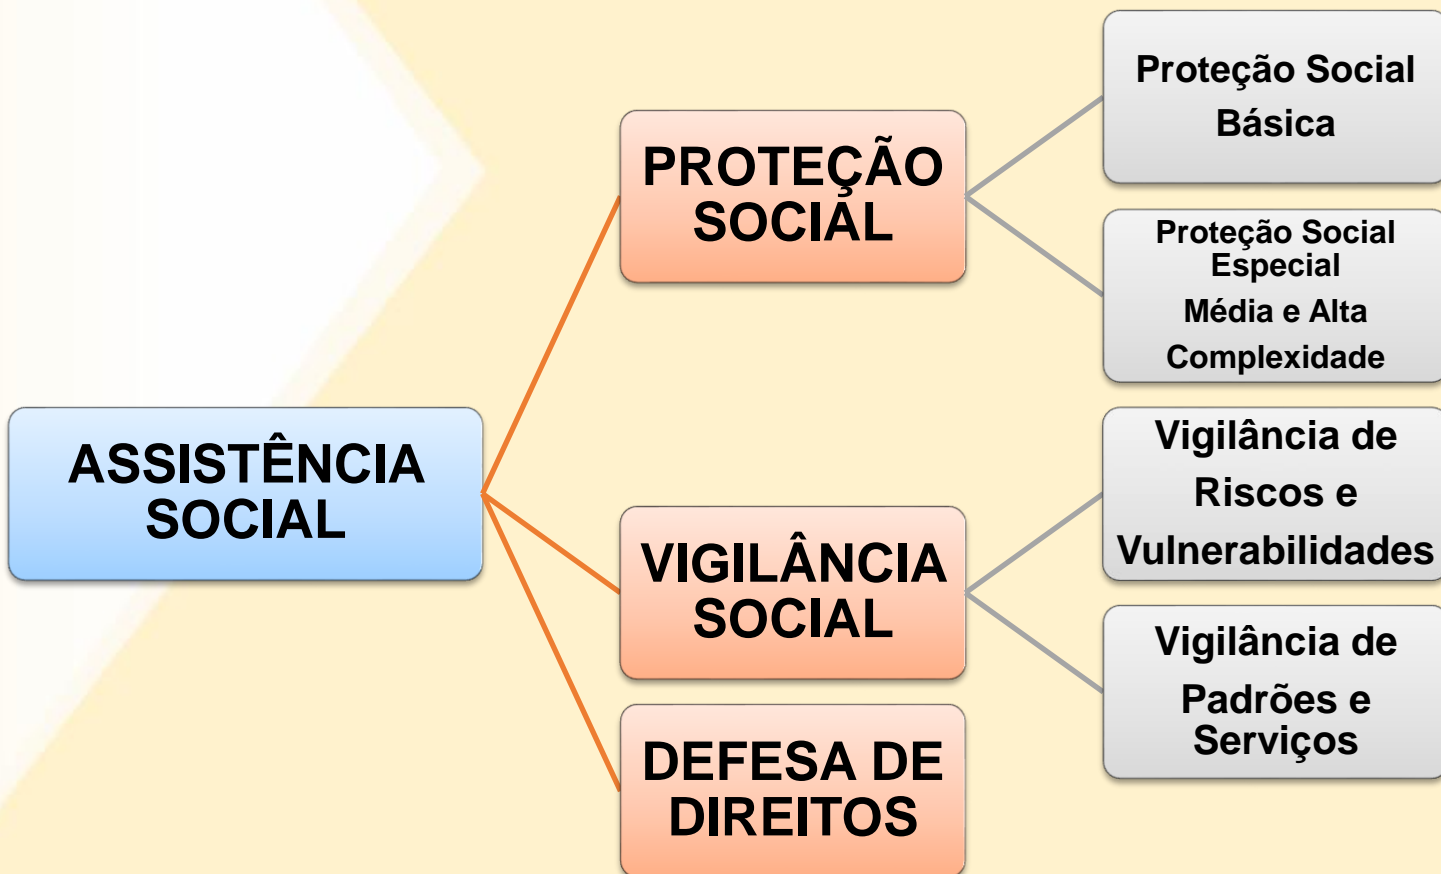 ASSISTÊNCIA
SOCIAL
PROTEÇÃO
SOCIAL
Proteção Social
Básica
Proteção Social
Especial
Média e Alta
Complexidade
VIGILÂNCIA
SOCIAL
Vigilância de
Riscos e
Vulnerabilidades
Vigilância de
Padrões e
Serviços
DEFESA DE
DIREITOS